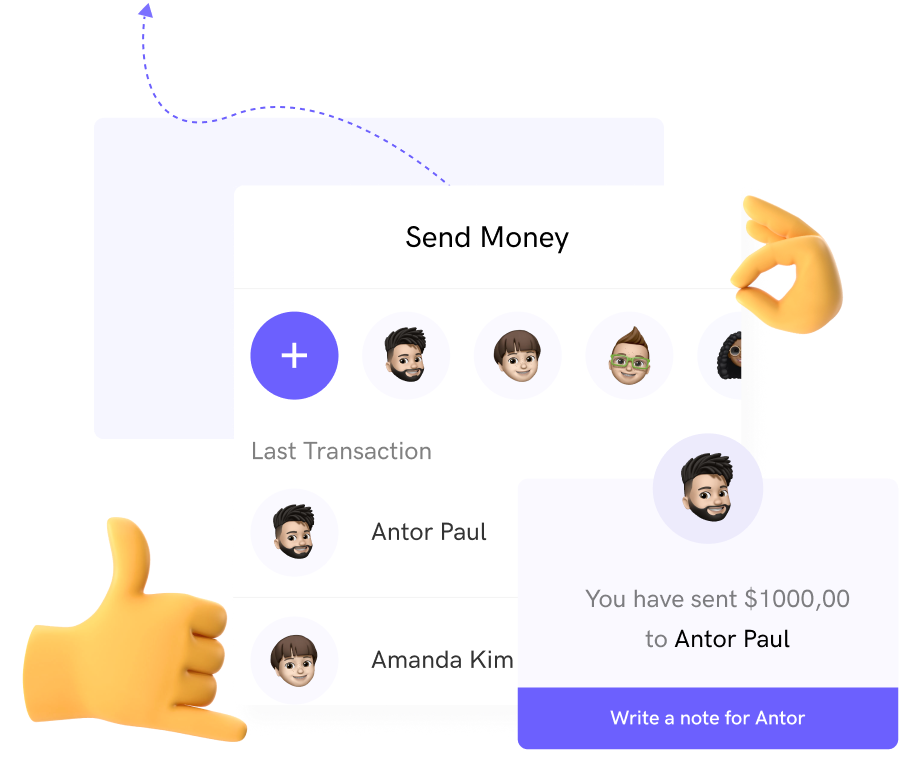 Send Money
Last Transaction
Antor Paul
Amanda Kim
You have sent $1000,00
to Antor Paul
Write a note for Antor